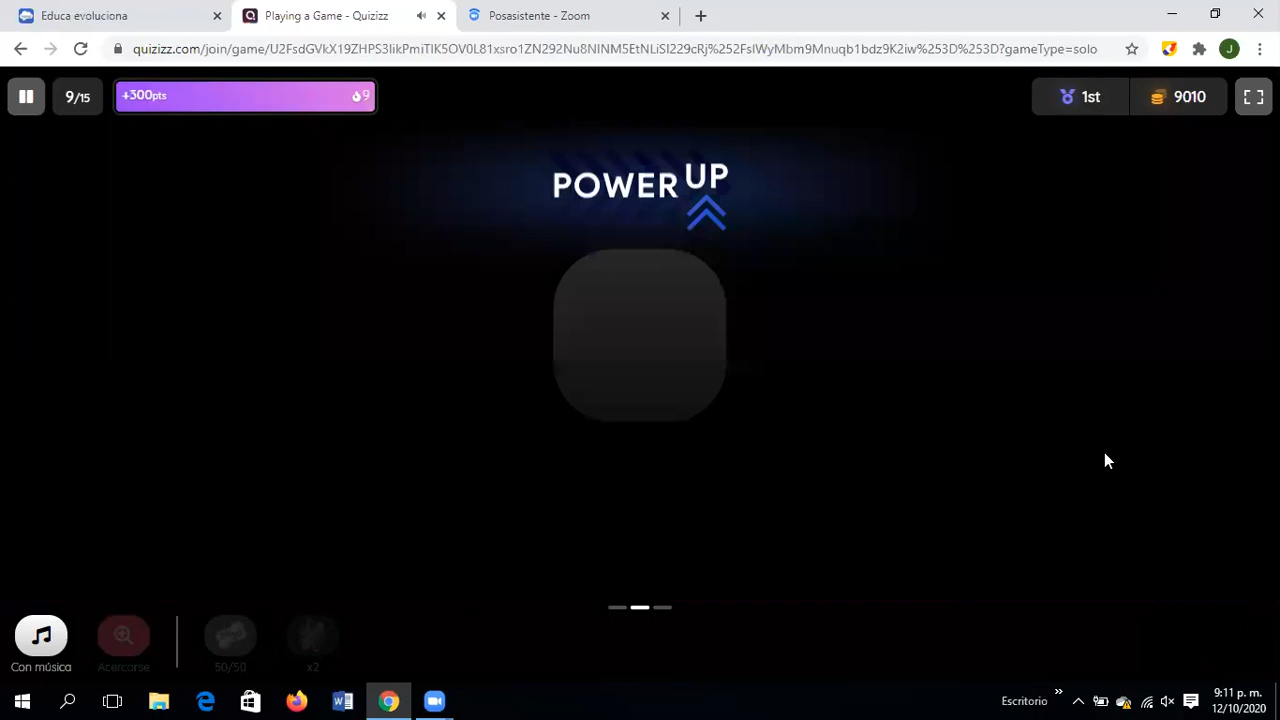 Educa evoluciona
Playing a Game - Quizizz
Posasistente - Zoom
quizizz.com/join/game/U2FsdGVkX19ZHPS3likPmiTlK5OV0L81xsro1ZN292Nu8NlNM5EtNLiSI229cRj%252FslWyMbm9Mnuqb1bdz9K2iw%253D%253D?gameType=solo
J
9/15
+300pts
9
1st
9010
POWER UP
Con música
Acercarse
50/50
x2
Escritorio
9:11 p. m.
12/10/2020